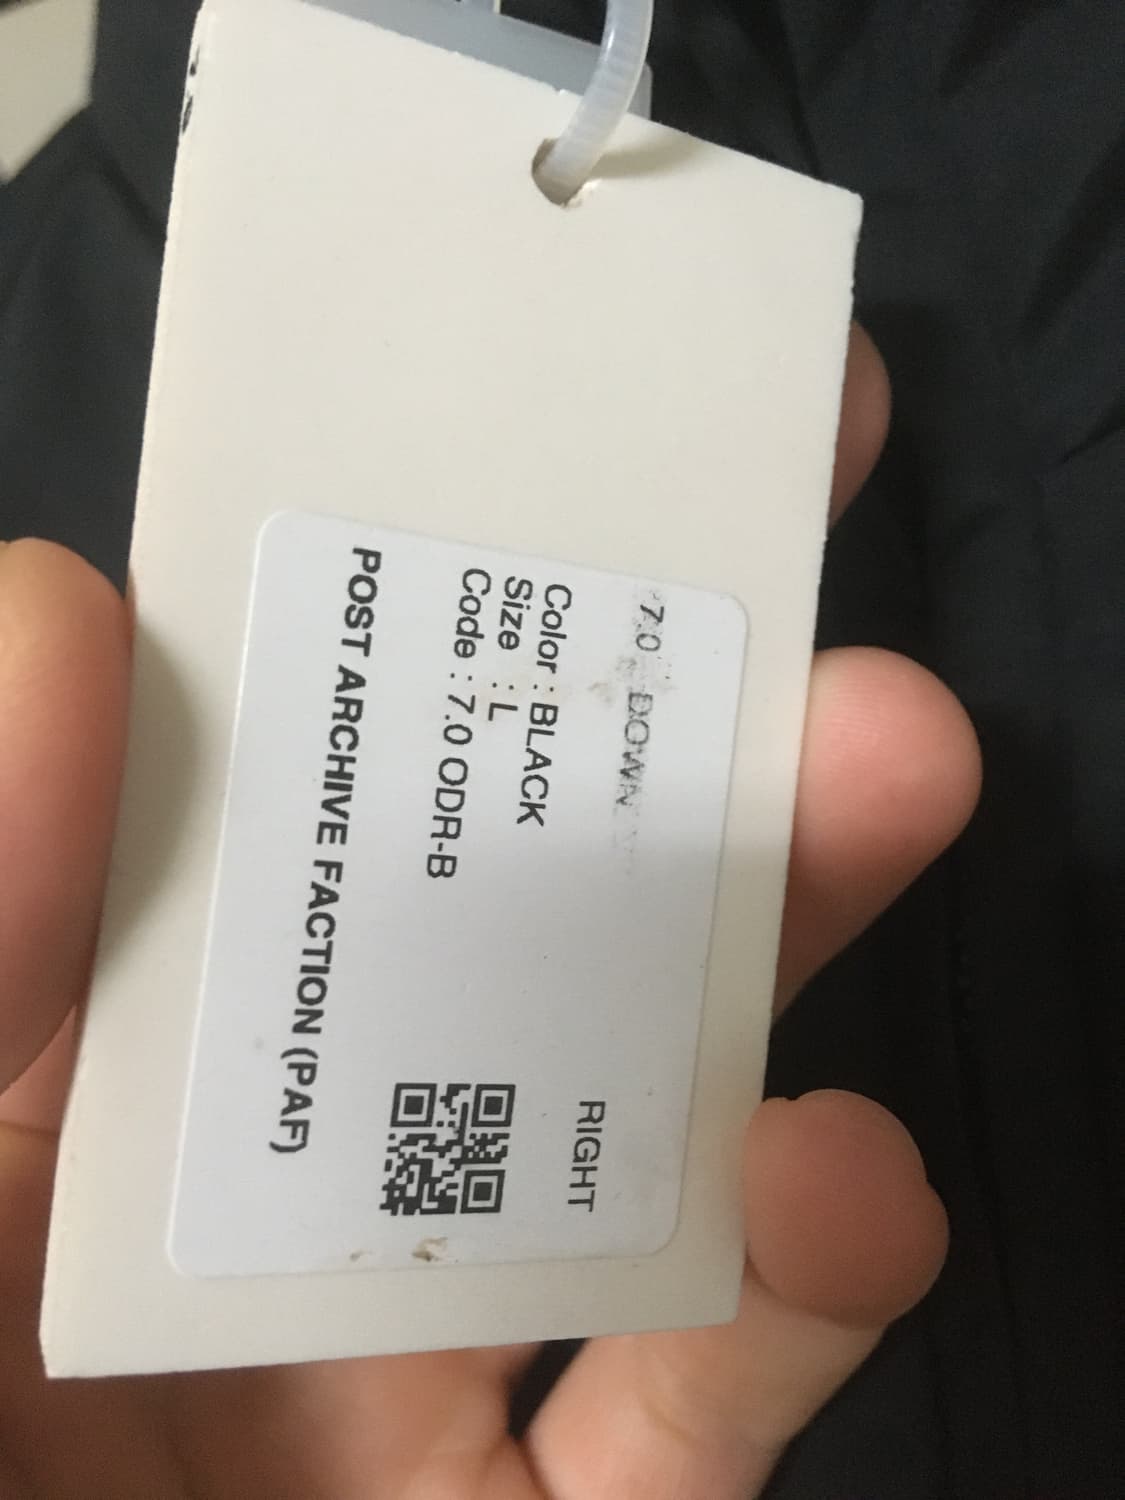 7.0 DOWN
RIGHT
Color : BLACK
Size : L
Code : 7.0 ODR-B
POST ARCHIVE FACTION (PAF)